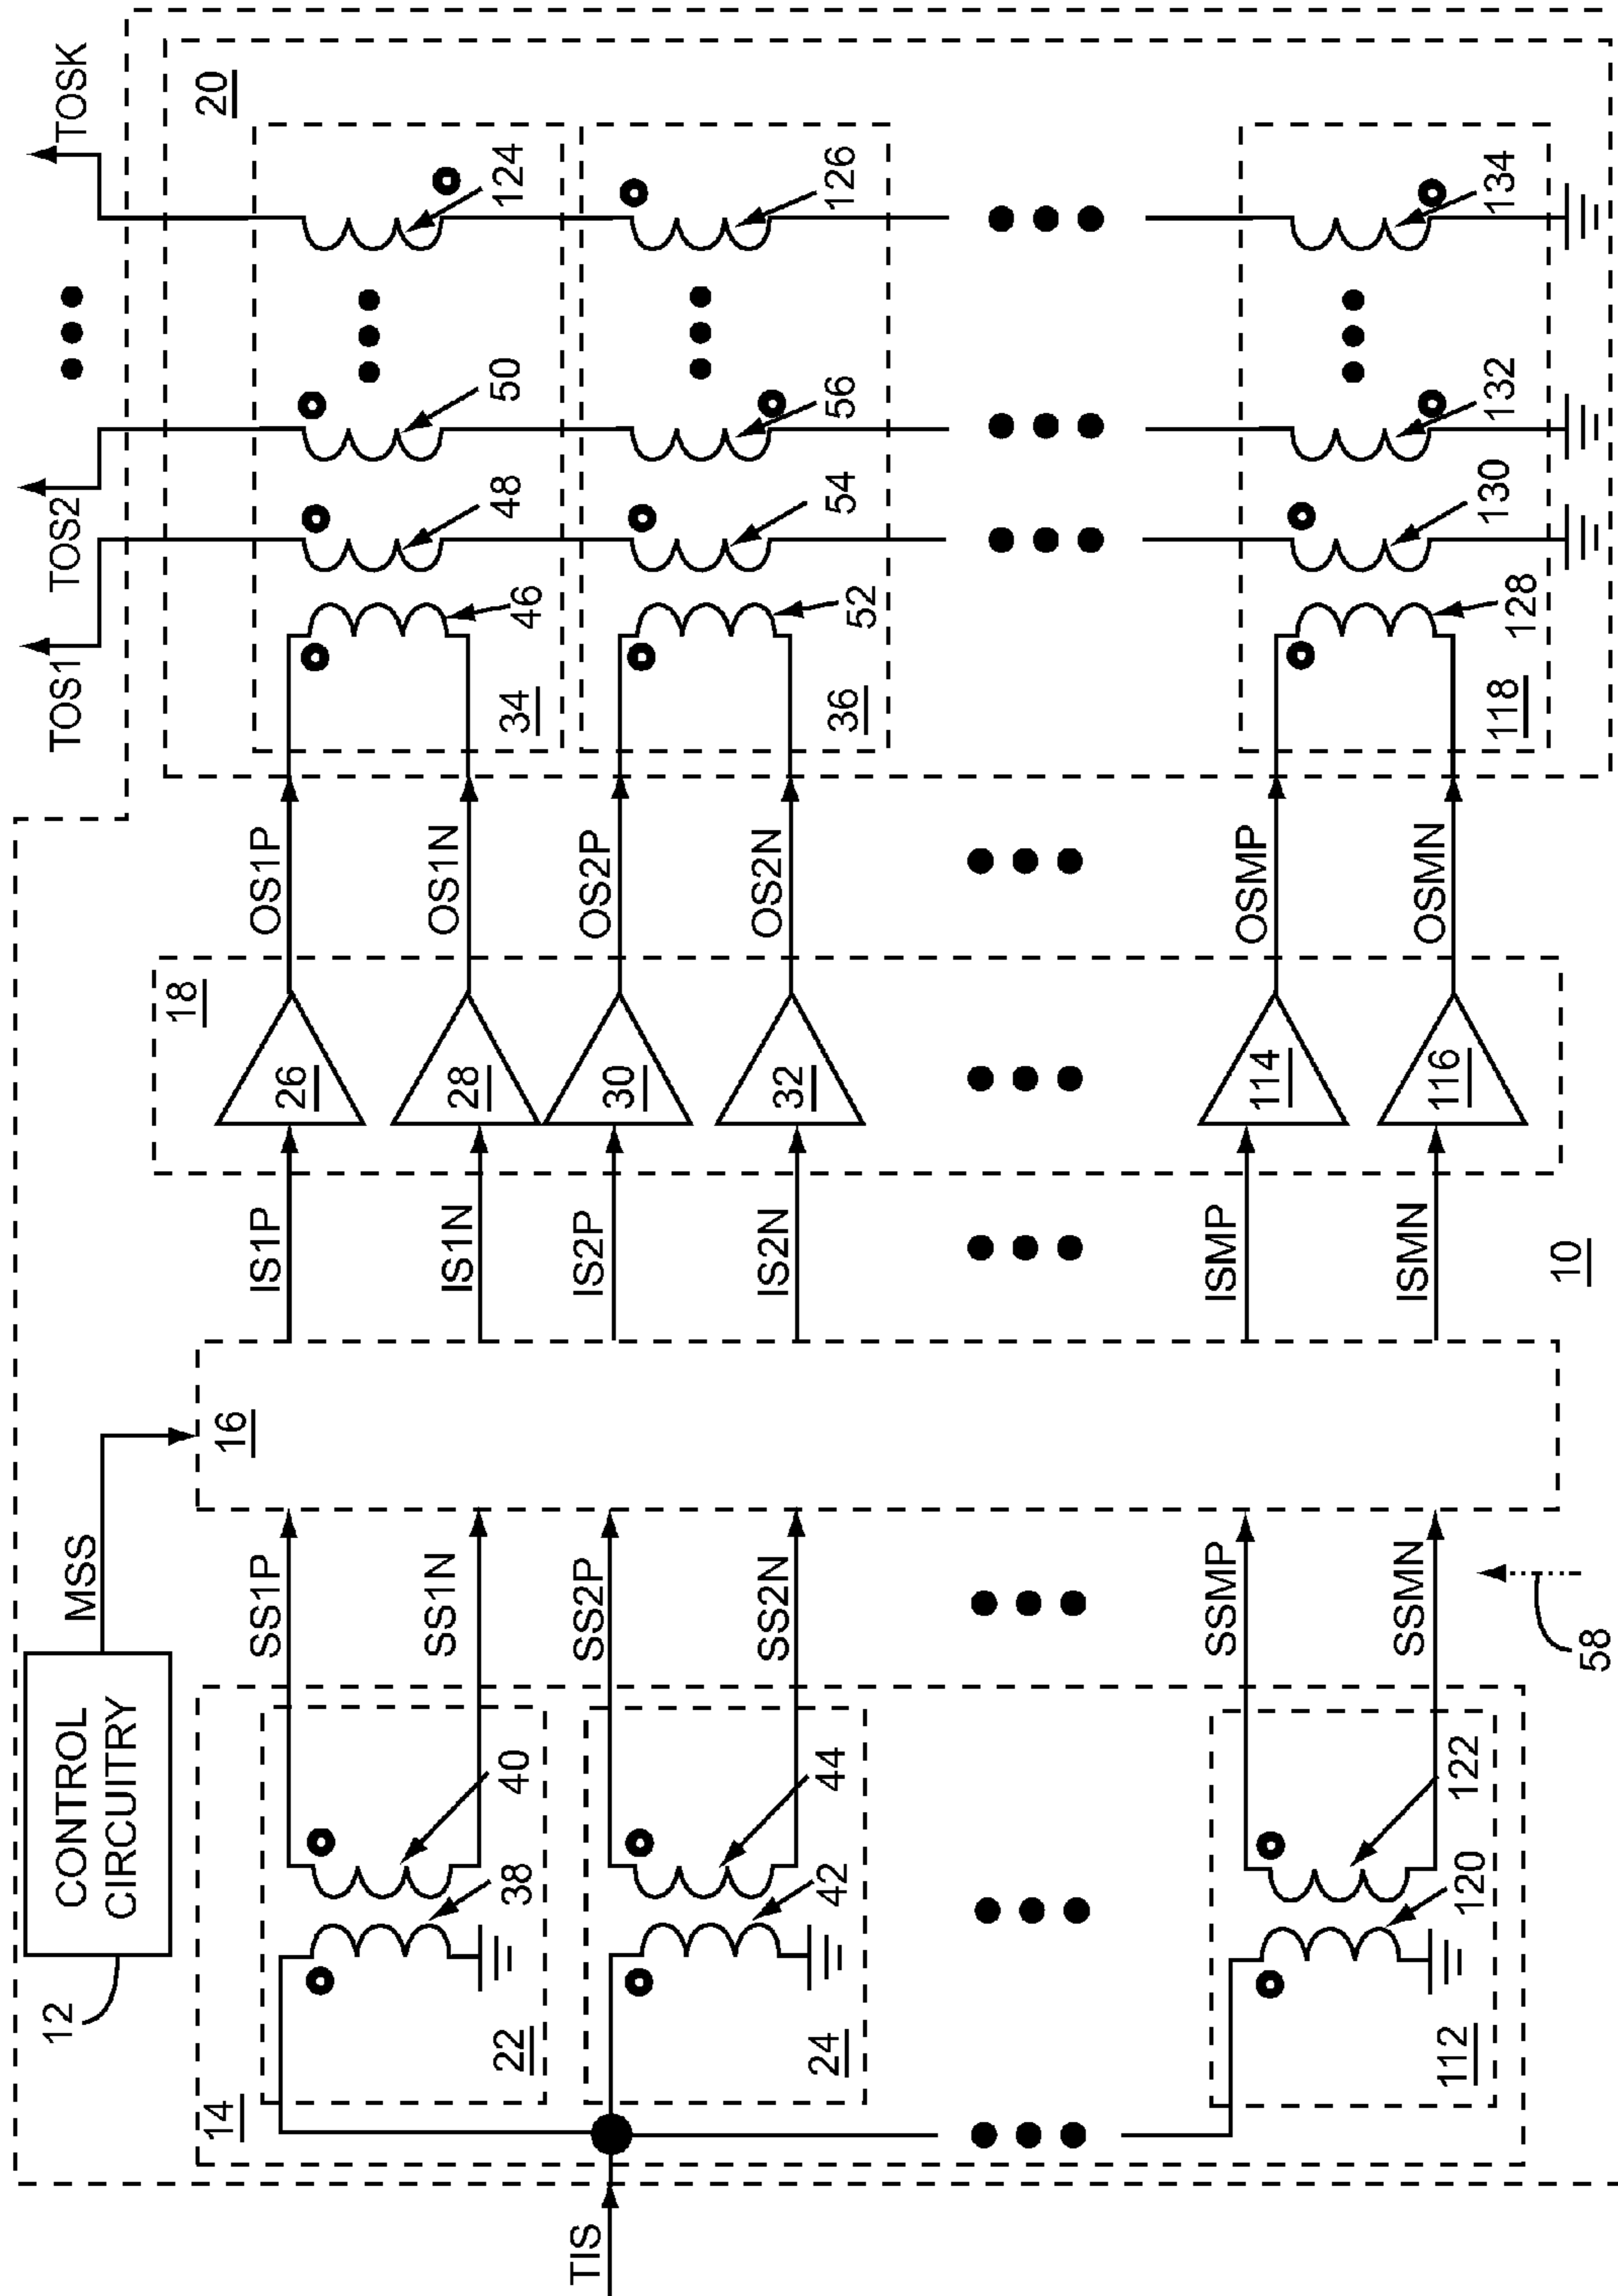 TIS
10
12
CONTROL
CIRCUITRY
MSS
14
22
38
40
SS1P
SS1N
24
42
44
SS2P
SS2N
112
120
122
SSMP
SSMN
58
16
IS1P
IS1N
IS2P
IS2N
ISMP
ISMN
18
26
28
30
32
114
116
OS1P
OS1N
OS2P
OS2N
OSMP
OSMN
20
TOS1
TOS2
TOSK
34
46
48
50
124
36
52
54
56
126
118
128
130
132
134